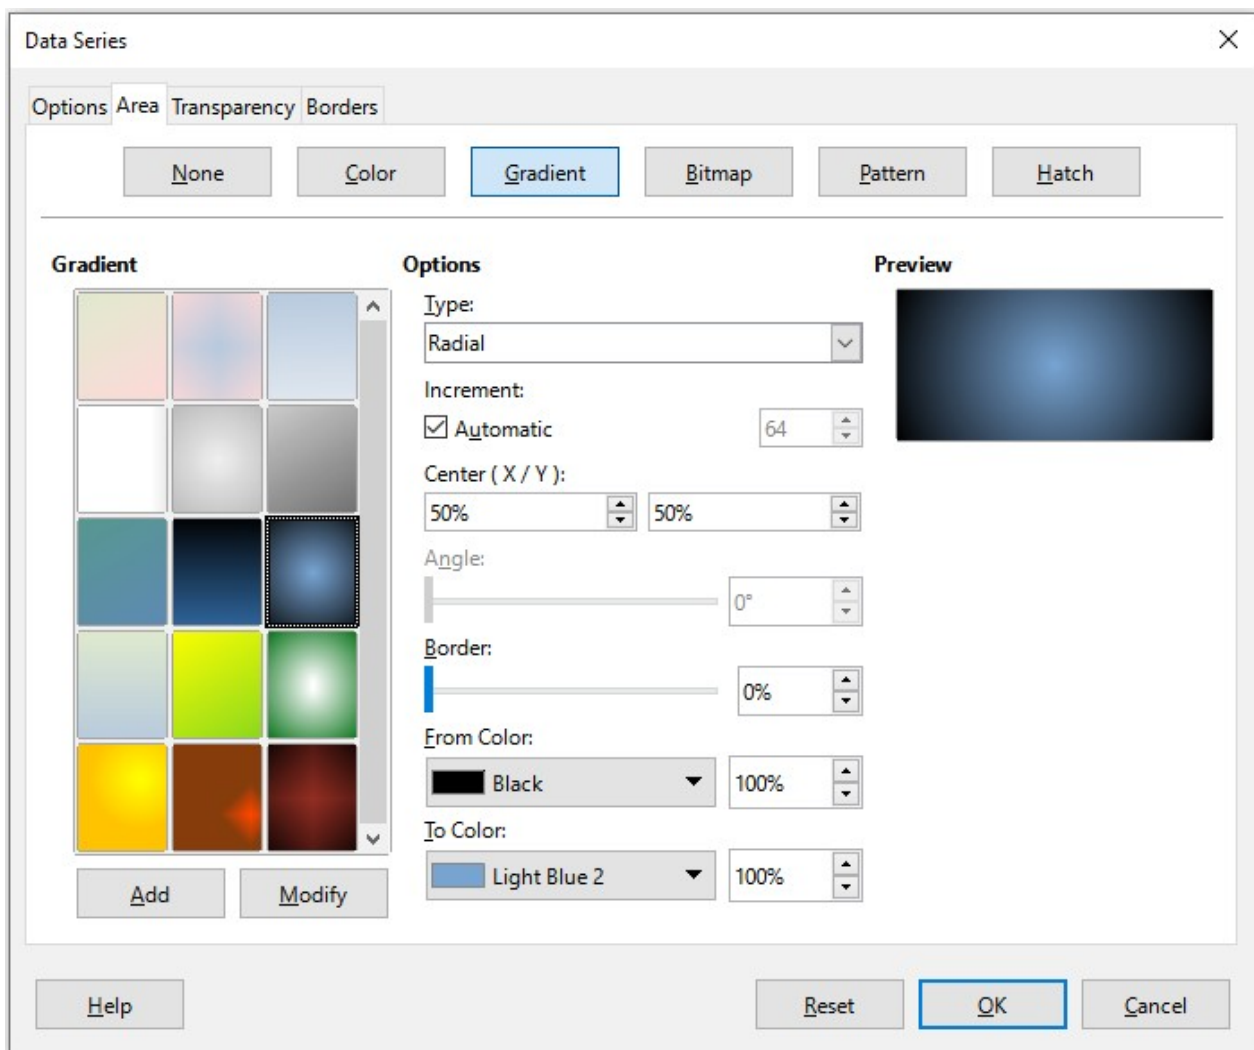 Data Series
Options Area Transparency Borders
None Color Gradient Bitmap Pattern Hatch
Gradient
Options
Type:
Radial
Increment:
Automatic 64
Center ( X / Y ):
50% 50%
Angle:
0°
Border:
0%
From Color:
Black 100%
To Color:
Light Blue 2 100%
Preview
Add Modify
Help Reset OK Cancel